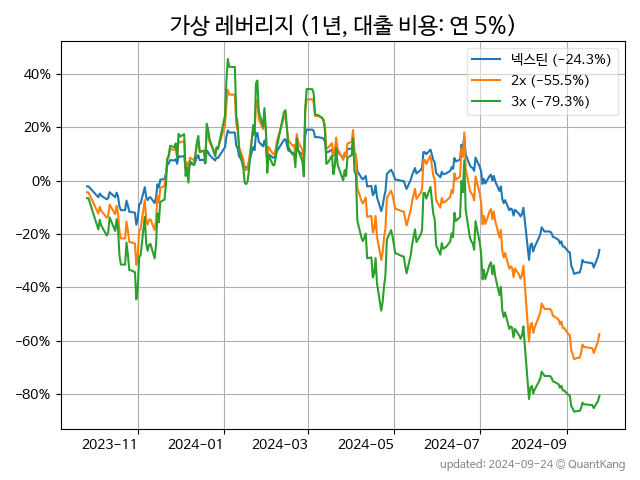 가상 레버리지 (1년, 대출 비용: 연 5%)
넥스틴 (−24.3%)
2x (−55.5%)
3x (−79.3%)
40%
20%
0%
−20%
−40%
−60%
−80%
2023-11
2024-01
2024-03
2024-05
2024-07
2024-09
updated: 2024-09-24 © QuantKang